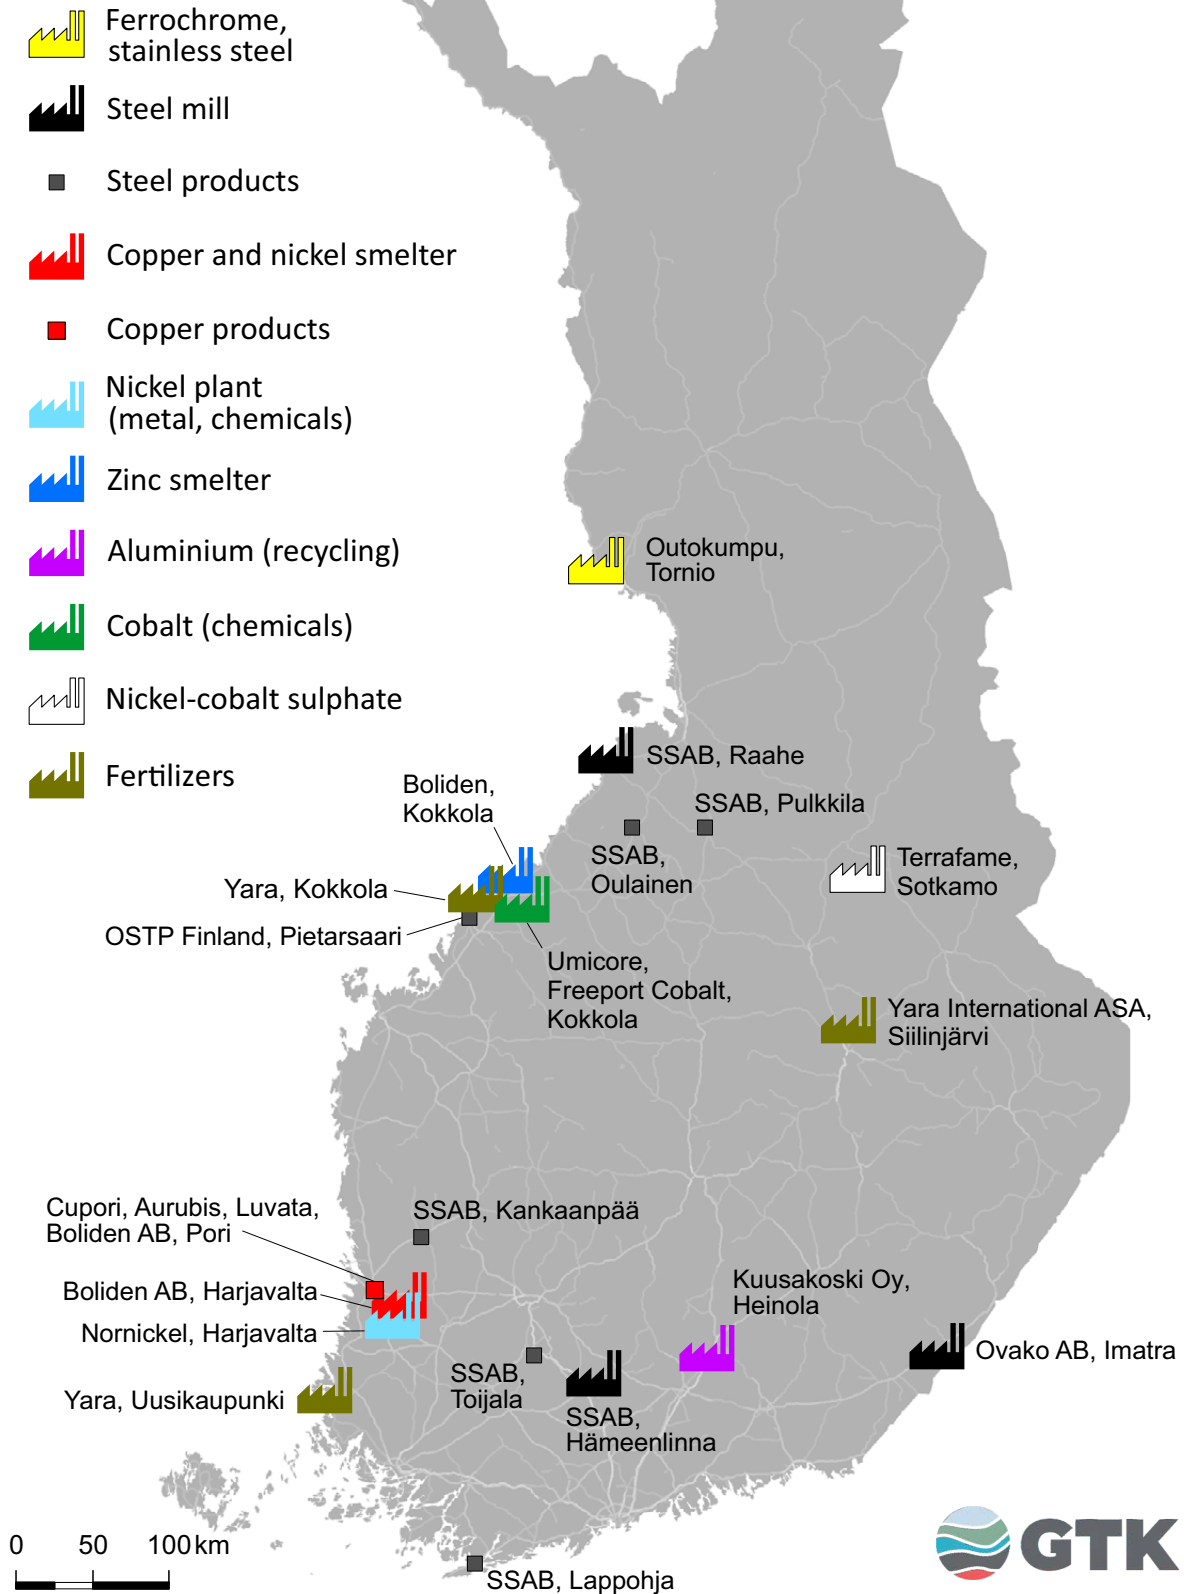 Ferrochrome,
stainless steel
Steel mill
Steel products
Copper and nickel smelter
Copper products
Nickel plant
(metal, chemicals)
Zinc smelter
Aluminium (recycling)
Cobalt (chemicals)
Nickel-cobalt sulphate
Fertilizers
Outokumpu,
Tornio
SSAB, Raahe
Boliden,
Kokkola
SSAB, Pulkkila
SSAB,
Oulainen
Terrafame,
Sotkamo
Yara, Kokkola
OSTP Finland, Pietarsaari
Umicore,
Freeport Cobalt,
Kokkola
Yara International ASA,
Siilinjärvi
Cupori, Aurubis, Luvata,
Boliden AB, Pori
SSAB, Kankaanpää
Boliden AB, Harjavalta
Nornickel, Harjavalta
Kuusakoski Oy,
Heinola
Ovako AB, Imatra
SSAB,
Toijala
Yara, Uusikaupunki
SSAB,
Hämeenlinna
0 50 100 km
SSAB, Lappohja
GTK